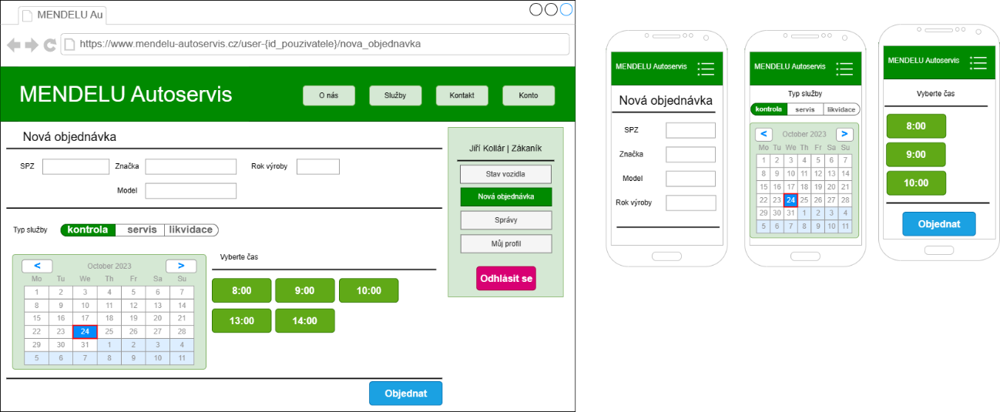 MENDELU Au
https://www.mendelu-autoservis.cz/user-{id_pouzivatele}/nova_objednavka
MENDELU Autoservis
O nás
Služby
Kontakt
Konto
Nová objednávka
SPZ
Značka
Rok výroby
Model
Typ služby
kontrola
servis
likvidace
<
October 2023
>
Mo Tu We Th Fr Sa Su
1 2 3 4 5 6 7
8 9 10 11 12 13 14
15 16 17 18 19 20 21
22 23 24 25 26 27 28
29 30 31 1 2 3 4
5 6 7 8 9 10 11
Vyberte čas
8:00
9:00
10:00
13:00
14:00
Objednat
Jiří Kollár | Zákaník
Stav vozidla
Nová objednávka
Správy
Můj profil
Odhlásit se
MENDELU Autoservis
Nová objednávka
SPZ
Značka
Model
Rok výroby
MENDELU Autoservis
Typ služby
kontrola
servis
likvidace
<
October 2023
>
Mo Tu We Th Fr Sa Su
1 2 3 4 5 6 7
8 9 10 11 12 13 14
15 16 17 18 19 20 21
22 23 24 25 26 27 28
29 30 31 1 2 3 4
5 6 7 8 9 10 11
MENDELU Autoservis
Vyberte čas
8:00
9:00
10:00
Objednat